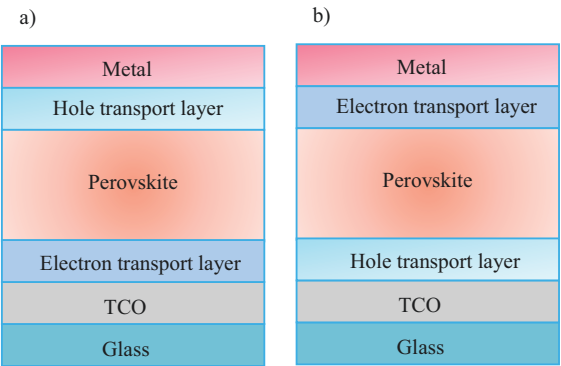 a)
Metal
Hole transport layer
Perovskite
Electron transport layer
TCO
Glass
b)
Metal
Electron transport layer
Perovskite
Hole transport layer
TCO
Glass